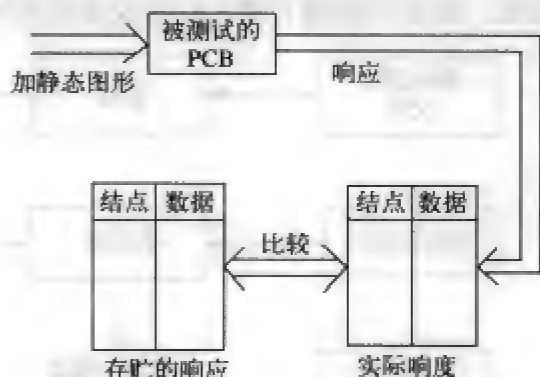 被测试的
PCB
加静态图形
响应
结点 数据
结点 数据
比较
存贮的响应
实际响度